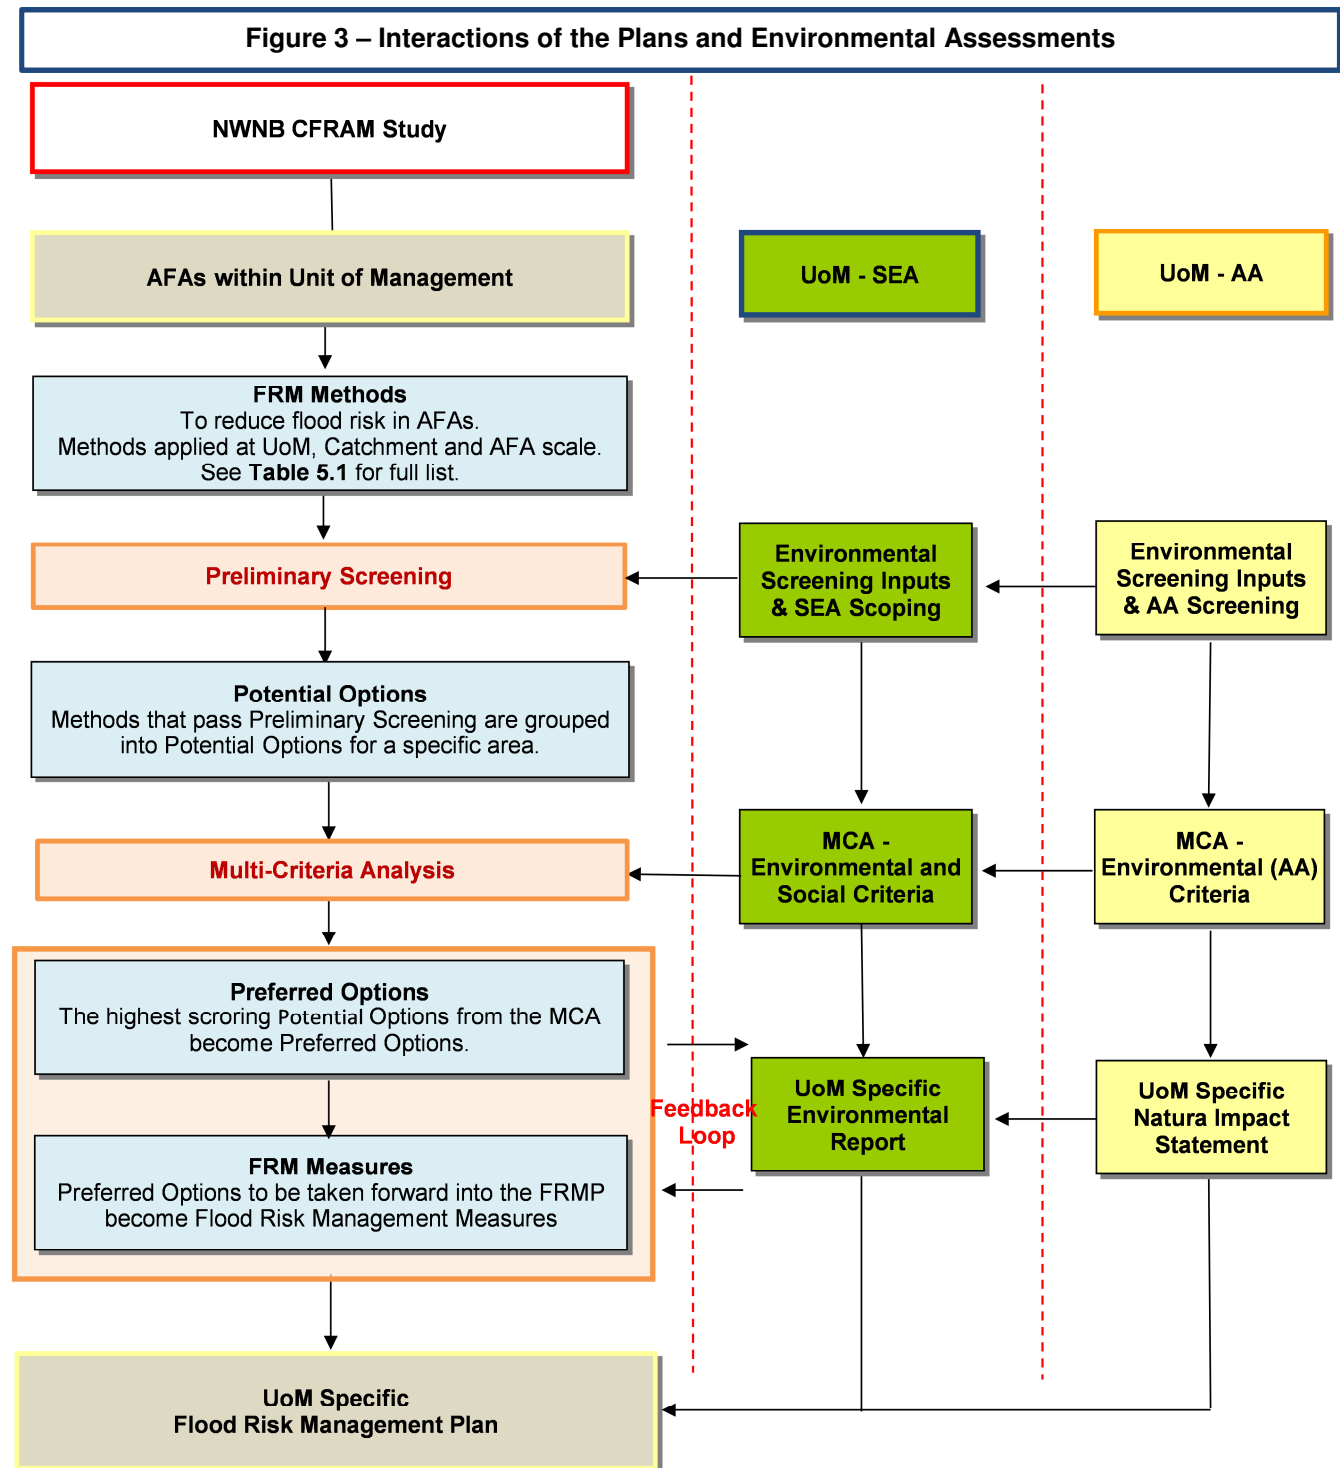 Figure 3 – Interactions of the Plans and Environmental Assessments
NWNB CFRAM Study
AFAs within Unit of Management
UoM - SEA
UoM - AA
FRM Methods
To reduce flood risk in AFAs.
Methods applied at UoM, Catchment and AFA scale.
See Table 5.1 for full list.
Preliminary Screening
Environmental
Screening Inputs
& SEA Scoping
Environmental
Screening Inputs
& AA Screening
Potential Options
Methods that pass Preliminary Screening are grouped
into Potential Options for a specific area.
Multi-Criteria Analysis
MCA -
Environmental and
Social Criteria
MCA -
Environmental (AA)
Criteria
Preferred Options
The highest scroring Potential Options from the MCA
become Preferred Options.
Feedback
Loop
UoM Specific
Environmental
Report
UoM Specific
Natura Impact
Statement
FRM Measures
Preferred Options to be taken forward into the FRMP
become Flood Risk Management Measures
UoM Specific
Flood Risk Management Plan